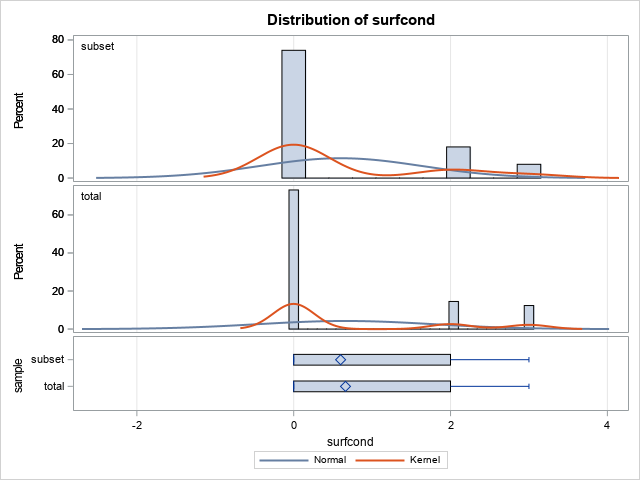 Distribution of surfcond
80
60
40
20
0
Percent
subset
60
40
20
0
Percent
total
sample
subset
total
-2
0
2
4
surfcond
Normal
Kernel